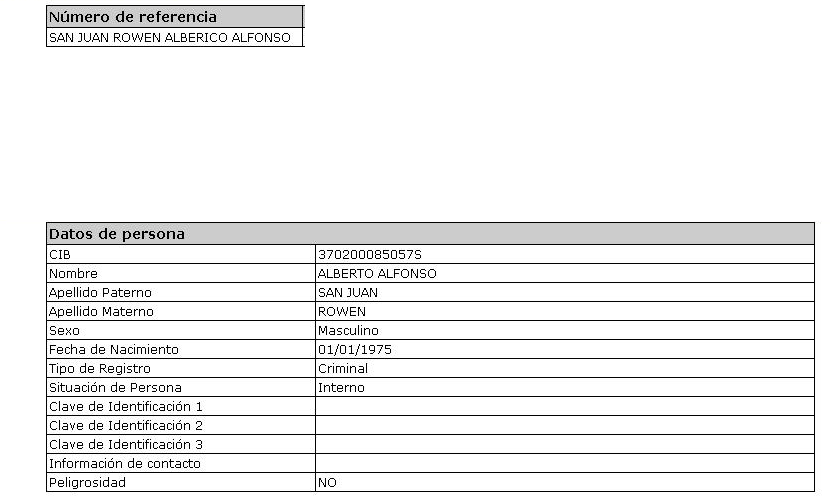 Número de referencia
SAN JUAN ROWEN ALBERICO ALFONSO
Datos de persona
CIB 370200085057S
Nombre ALBERTO ALFONSO
Apellido Paterno SAN JUAN
Apellido Materno ROWEN
Sexo Masculino
Fecha de Nacimiento 01/01/1975
Tipo de Registro Criminal
Situación de Persona Interno
Clave de Identificación 1
Clave de Identificación 2
Clave de Identificación 3
Información de contacto
Peligrosidad NO